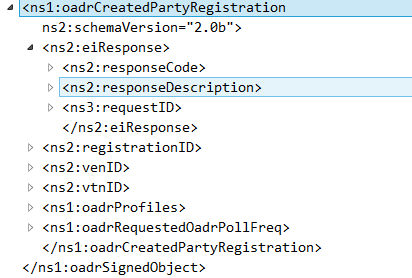 <ns1:oadrCreatedPartyRegistration
ns2:schemaVersion="2.0b">
<ns2:eiResponse>
<ns2:responseCode>
<ns2:responseDescription>
<ns3:requestID>
</ns2:eiResponse>
<ns2:registrationID>
<ns2:venID>
<ns2:vtnID>
<ns1:oadrProfiles>
<ns1:oadrRequestedOadrPollFreq>
</ns1:oadrCreatedPartyRegistration>
</ns1:oadrSignedObject>